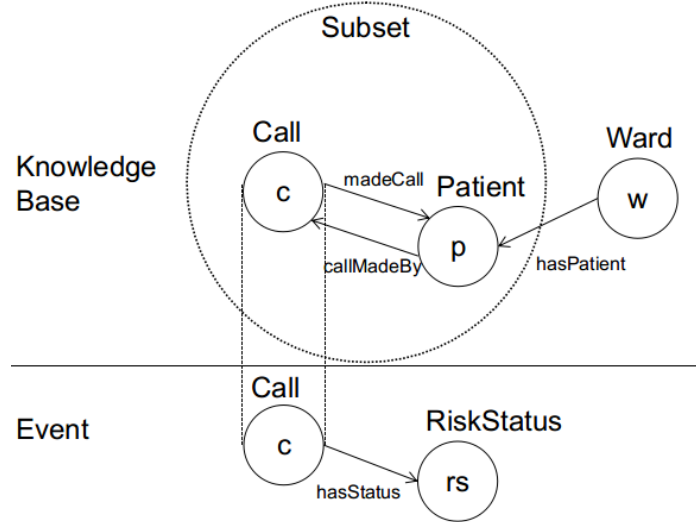 Subset
Call
Ward
Knowledge
Base
c
madeCall
Patient
w
p
callMadeBy
hasPatient
Call
Event
RiskStatus
c
hasStatus
rs